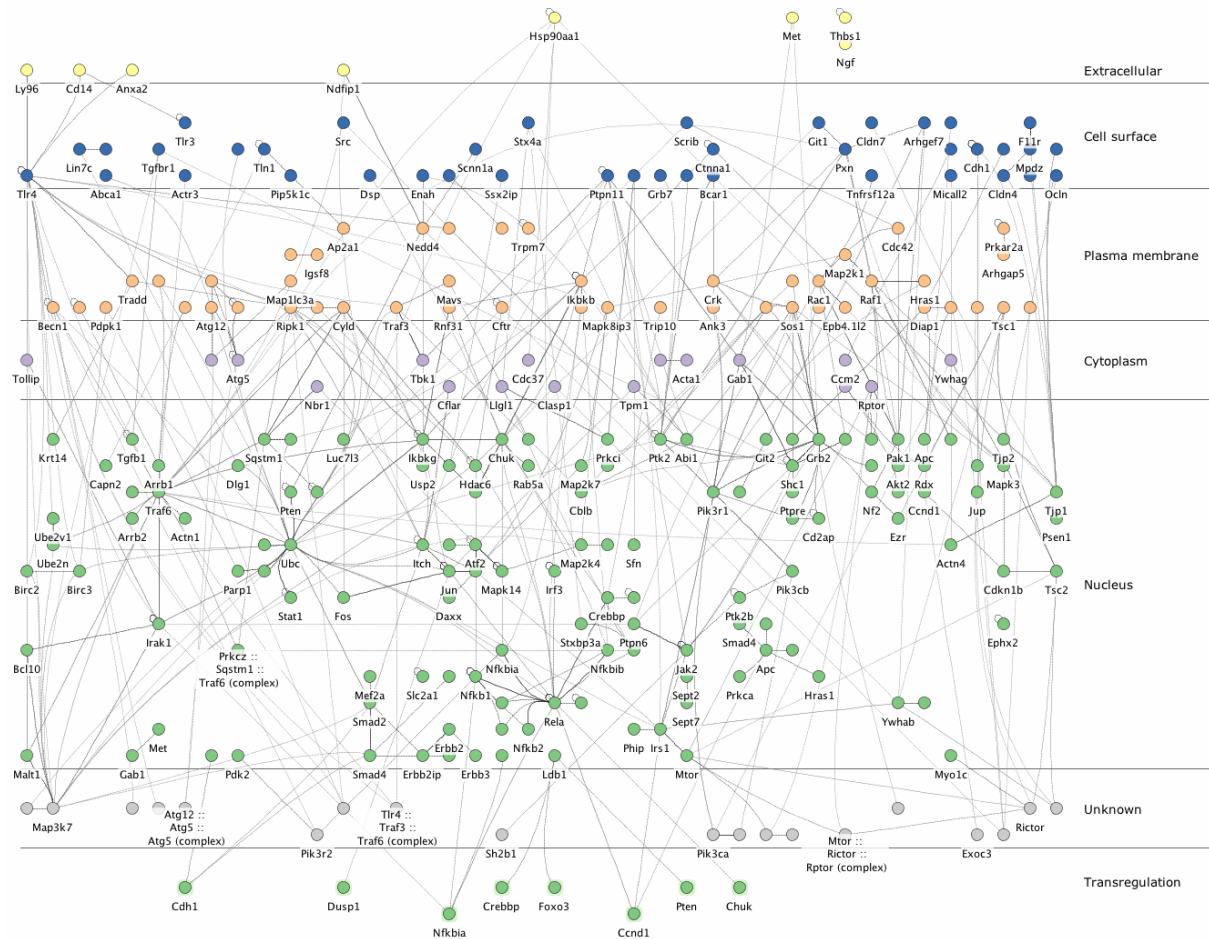 Hsp90aa1
Met
Thbs1
Ngf
Extracellular
Ly96
Cd14
Anxa2
Ndfip1
Cell surface
Tlr3
Src
Stx4a
Scrib
Git1
Cldn7
Arhgef7
F11r
Lin7c
Tgfbr1
Tln1
Scnn1a
Ctnna1
Pxn
Cdh1
Mpdz
Tlr4
Abca1
Actr3
Pip5k1c
Dsp
Enah
Ssx2ip
Ptpn11
Grb7
Bcar1
Tnfrsf12a
Micall2
Cldn4
Ocln
Plasma membrane
Ap2a1
Nedd4
Trpm7
Cdc42
Prkar2a
Igsf8
Map2k1
Arhgap5
Tradd
Map1lc3a
Mavs
Ikbkb
Crk
Rac1
Raf1
Hras1
Becn1
Pdpk1
Atg12
Ripk1
Cyld
Traf3
Rnf31
Cftr
Mapk8ip3
Trip10
Ank3
Sos1
Epb4.1l2
Diap1
Tsc1
Cytoplasm
Tollip
Atg5
Tbk1
Cdc37
Acta1
Gab1
Ccm2
Ywhag
Nbr1
Cflar
Llgl1
Clasp1
Tpm1
Rptor
Krt14
Tgfb1
Sqstm1
Luc7l3
Ikbkg
Chuk
Prkci
Ptk2
Abi1
Git2
Grb2
Pak1
Apc
Tjp2
Capn2
Arrb1
Dlg1
Usp2
Hdac6
Rab5a
Map2k7
Shc1
Akt2
Rdx
Mapk3
Traf6
Pten
Cblb
Pik3r1
Ptpre
Nf2
Ccnd1
Jup
Tjp1
Ube2v1
Arrb2
Actn1
Cd2ap
Ezr
Psen1
Ube2n
Ubc
Itch
Atf2
Map2k4
Sfn
Actn4
Nucleus
Birc2
Birc3
Parp1
Jun
Mapk14
Irf3
Pik3cb
Cdkn1b
Tsc2
Stat1
Fos
Daxx
Crebbp
Ptk2b
Irak1
Stxbp3a
Ptpn6
Smad4
Ephx2
Bcl10
Prkcz ::
Sqstm1 ::
Traf6 (complex)
Nfkbia
Nfkbib
Jak2
Apc
Mef2a
Slc2a1
Nfkb1
Sept2
Prkca
Hras1
Smad2
Rela
Sept7
Ywhab
Met
Erbb2
Nfkb2
Phip
Irs1
Malt1
Gab1
Pdk2
Smad4
Erbb2ip
Erbb3
Ldb1
Mtor
Myo1c
Unknown
Map3k7
Atg12 ::
Atg5 ::
Atg5 (complex)
Tlr4 ::
Traf3 ::
Traf6 (complex)
Rictor
Pik3r2
Sh2b1
Pik3ca
Mtor ::
Rictor ::
Rptor (complex)
Exoc3
Transregulation
Cdh1
Dusp1
Crebbp
Foxo3
Pten
Chuk
Nfkbia
Ccnd1